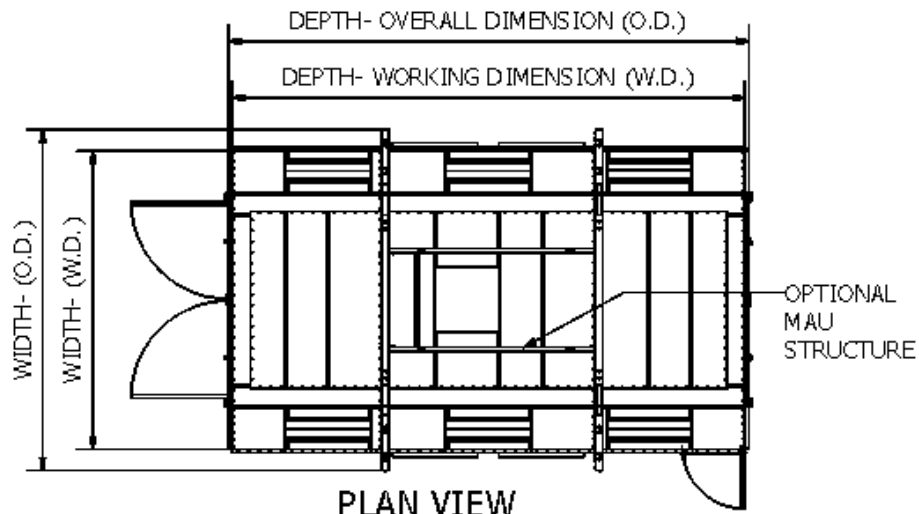 DEPTH- OVERALL DIMENSION (O.D.)
DEPTH- WORKING DIMENSION (W.D.)
WIDTH- (O.D.)
WIDTH- (W.D.)
OPTIONAL
MAU
STRUCTURE
PLAN VIEW